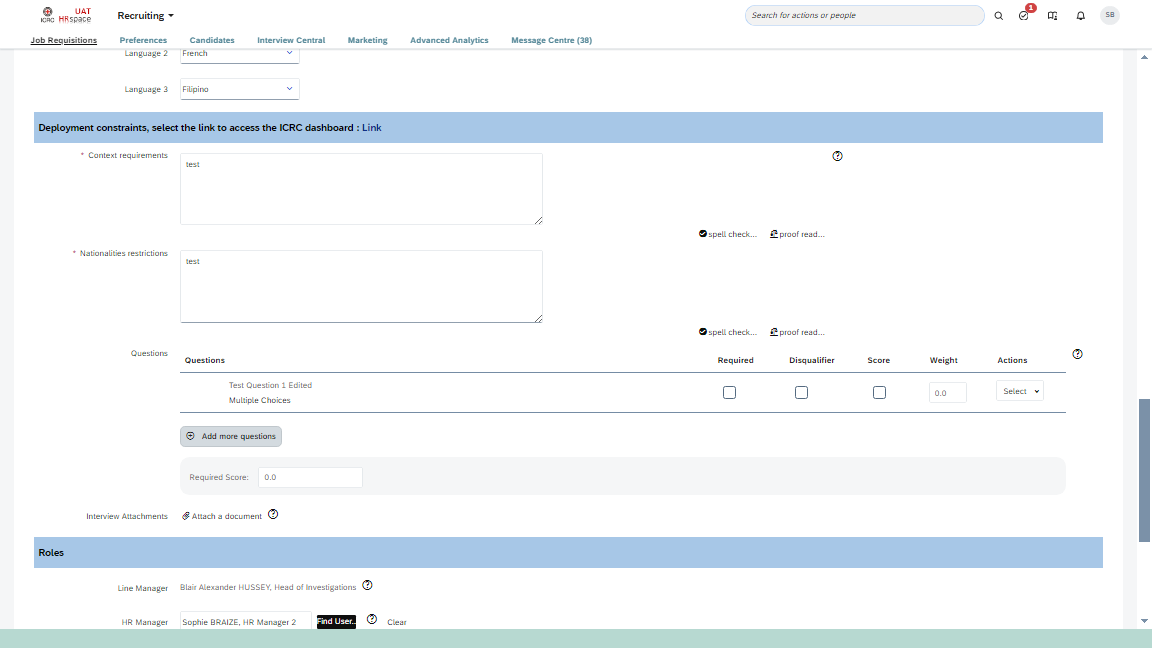 UAT
ICRC HRspace
Recruiting
Search for actions or people
1
SB
Job Requisitions Preferences Candidates Interview Central Marketing Advanced Analytics Message Centre (38)
Language 2 French
Language 3 Filipino
Deployment constraints, select the link to access the ICRC dashboard : Link
* Context requirements test
spell check... proof read...
* Nationalities restrictions test
spell check... proof read...
Questions
Questions Required Disqualifier Score Weight Actions
Test Question 1 Edited
Multiple Choices
0.0 Select
Add more questions
Required Score: 0.0
Interview Attachments Attach a document
Roles
Line Manager Blair Alexander HUSSEY, Head of Investigations
HR Manager Sophie BRAIZE, HR Manager 2 Find User.. Clear